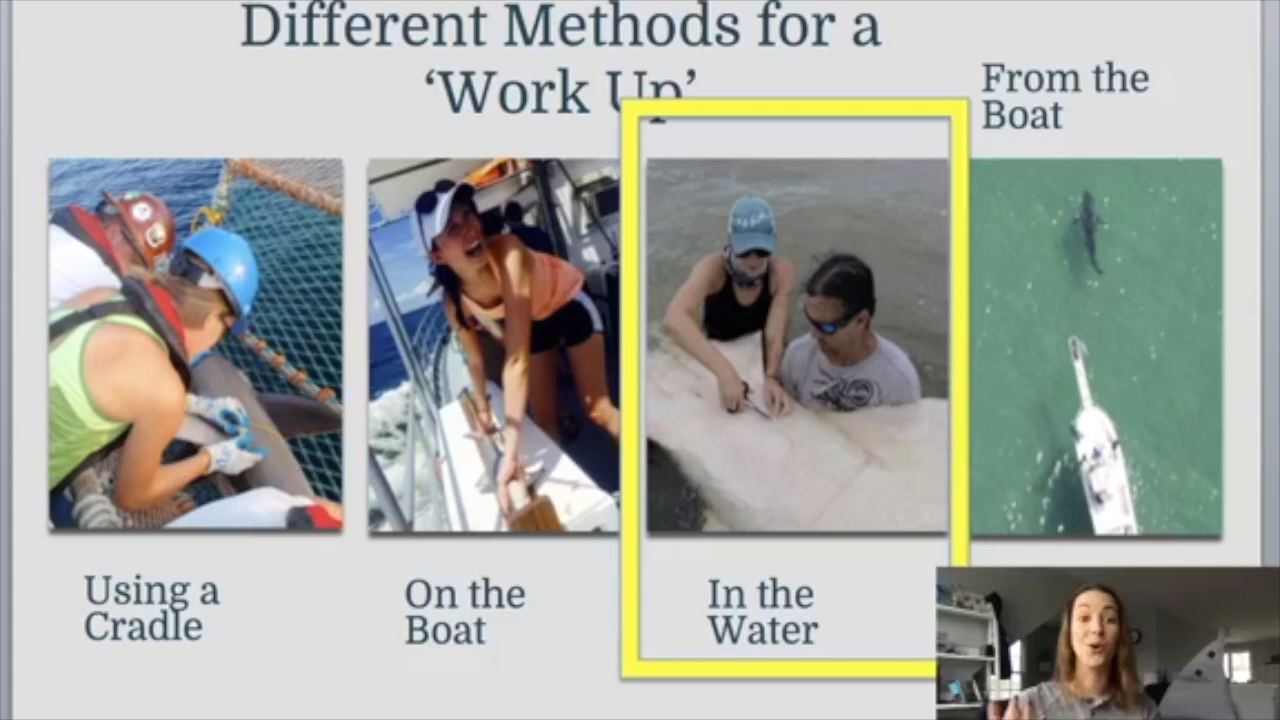 Different Methods for a
‘Work Up’
From the
Boat
Using a
Cradle
On the
Boat
In the
Water